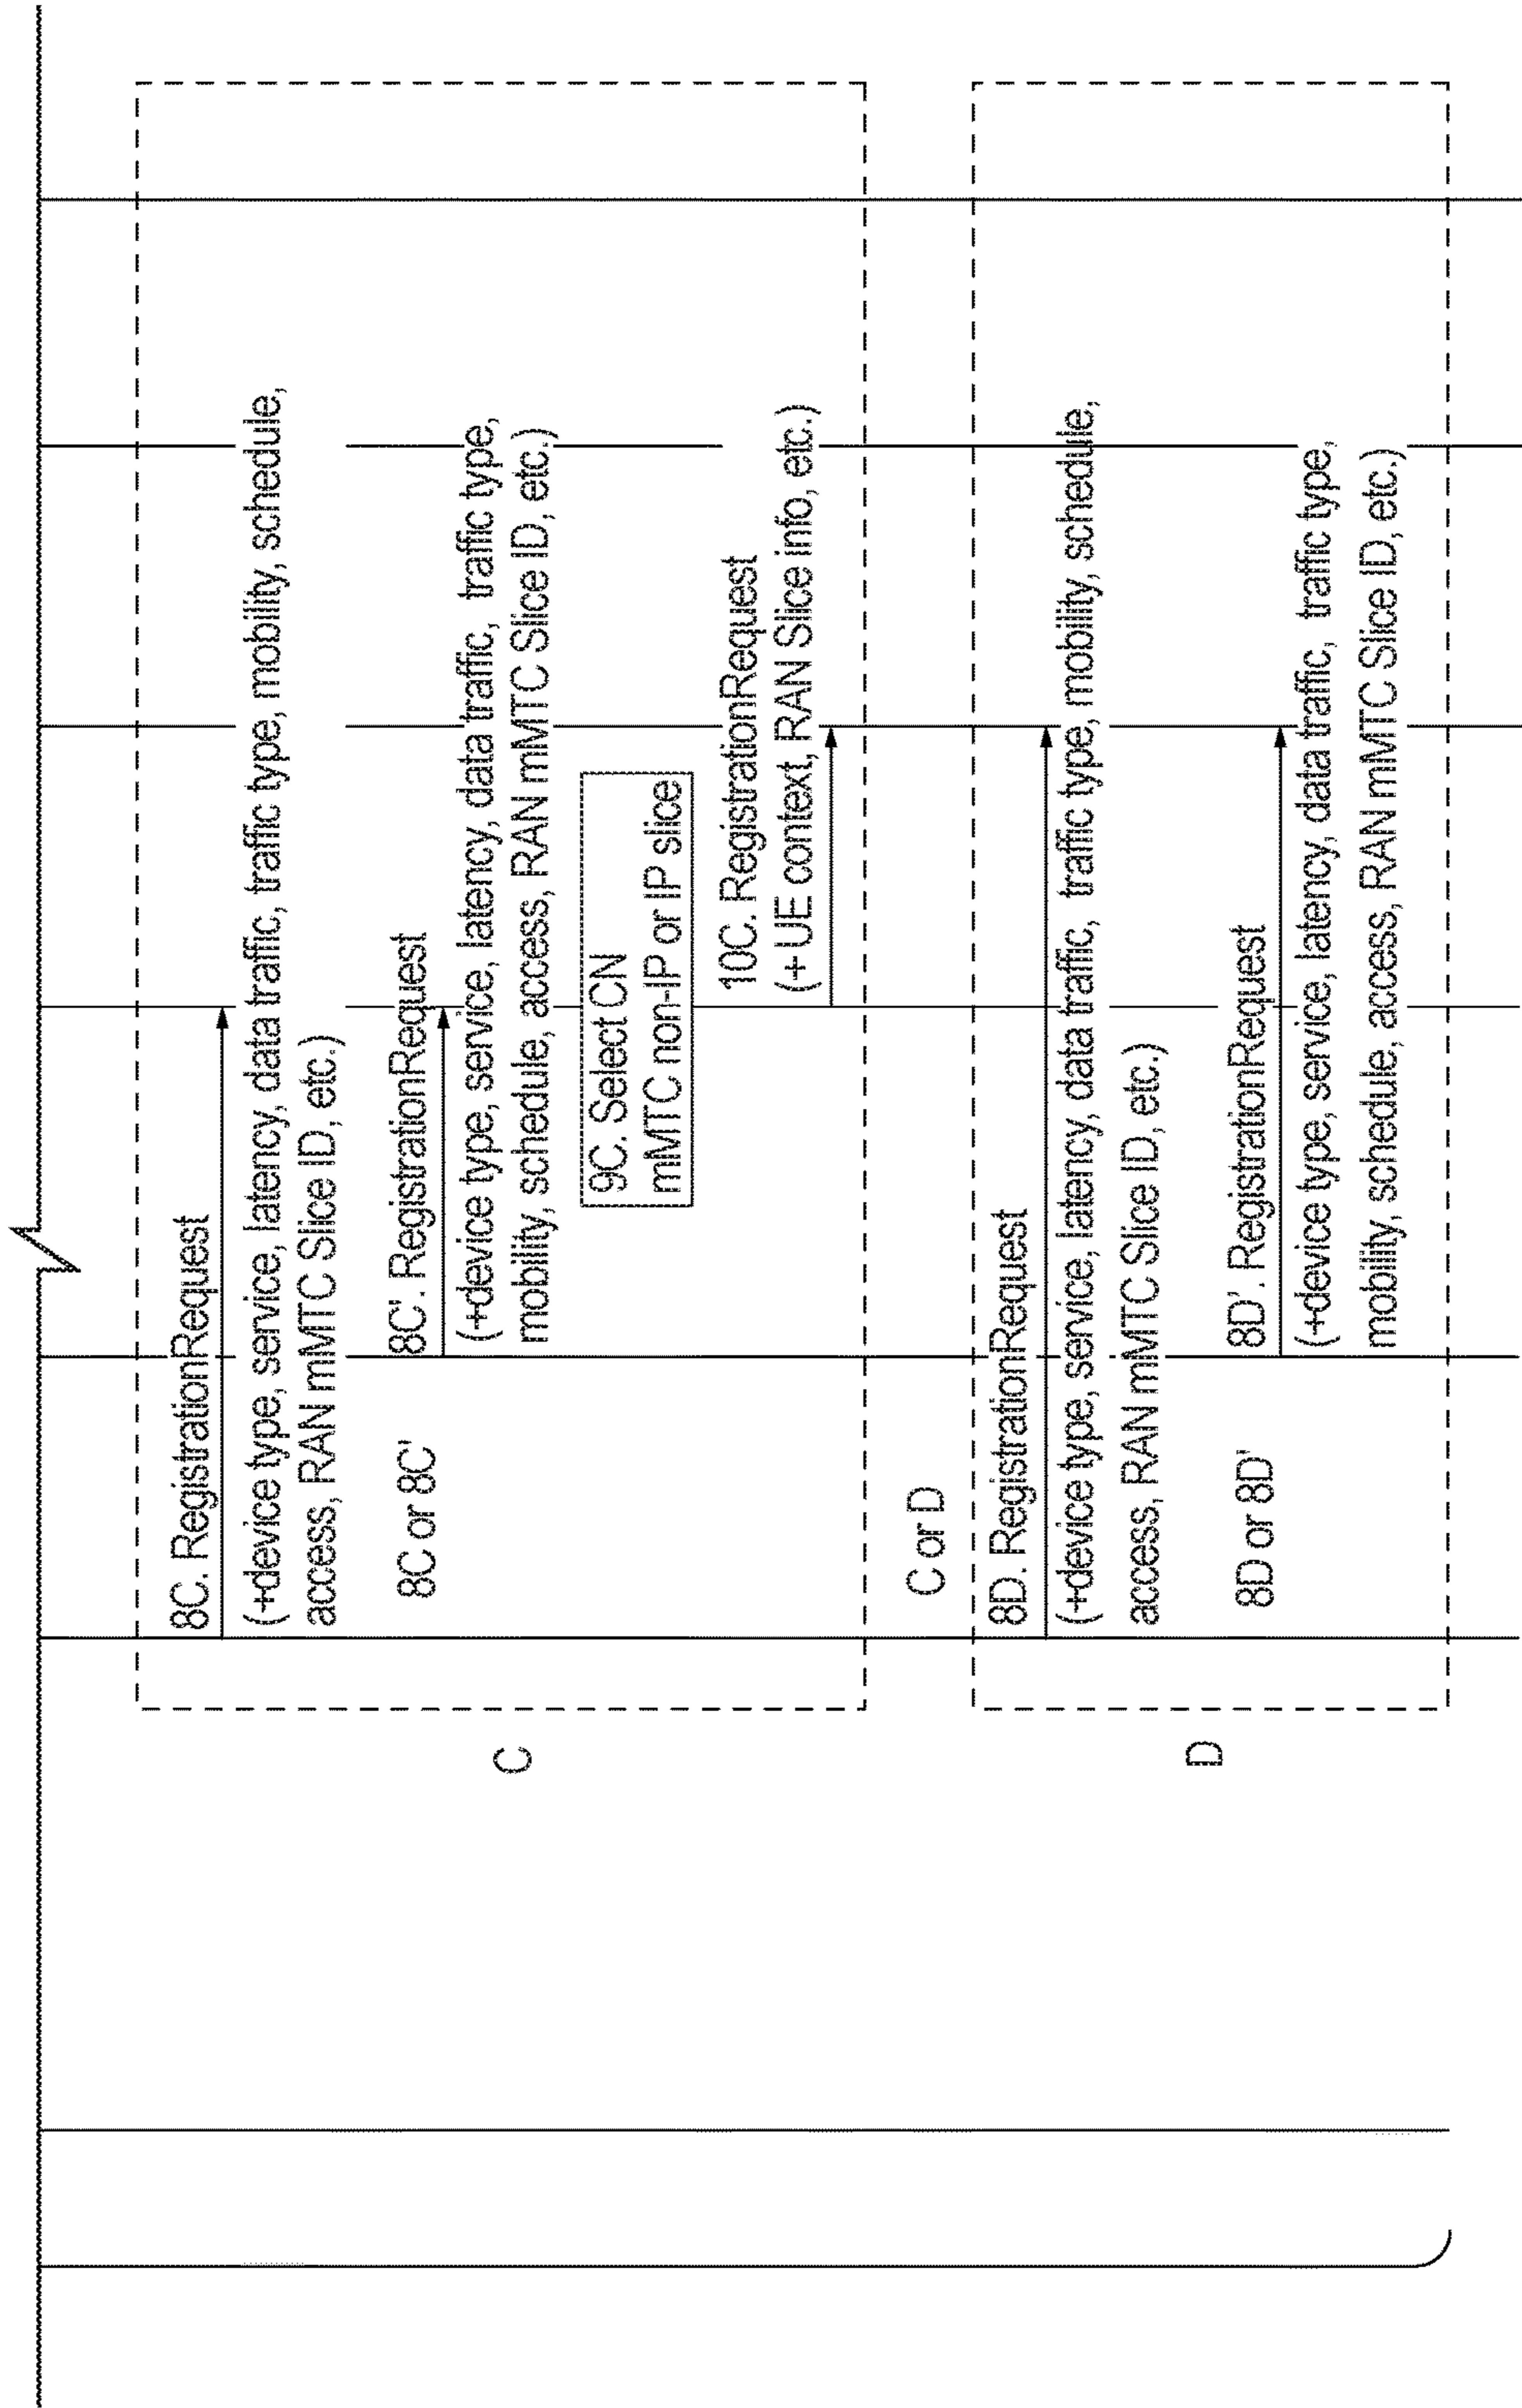 8C. RegistrationRequest
(+device type, service, latency, data traffic, traffic type, mobility, schedule,
access, RAN mMTC Slice ID, etc.)
8C or 8C'
8C'. RegistrationRequest
(+device type, service, latency, data traffic, traffic type,
mobility, schedule, access, RAN mMTC Slice ID, etc.)
9C. Select CN
mMTC non-IP or IP slice
10C. RegistrationRequest
(+ UE context, RAN Slice info, etc.)
C
C or D
8D. RegistrationRequest
(+device type, service, latency, data traffic, traffic type, mobility, schedule,
access, RAN mMTC Slice ID, etc.)
8D or 8D'
8D'. RegistrationRequest
(+device type, service, latency, data traffic, traffic type,
mobility, schedule, access, RAN mMTC Slice ID, etc.)
D